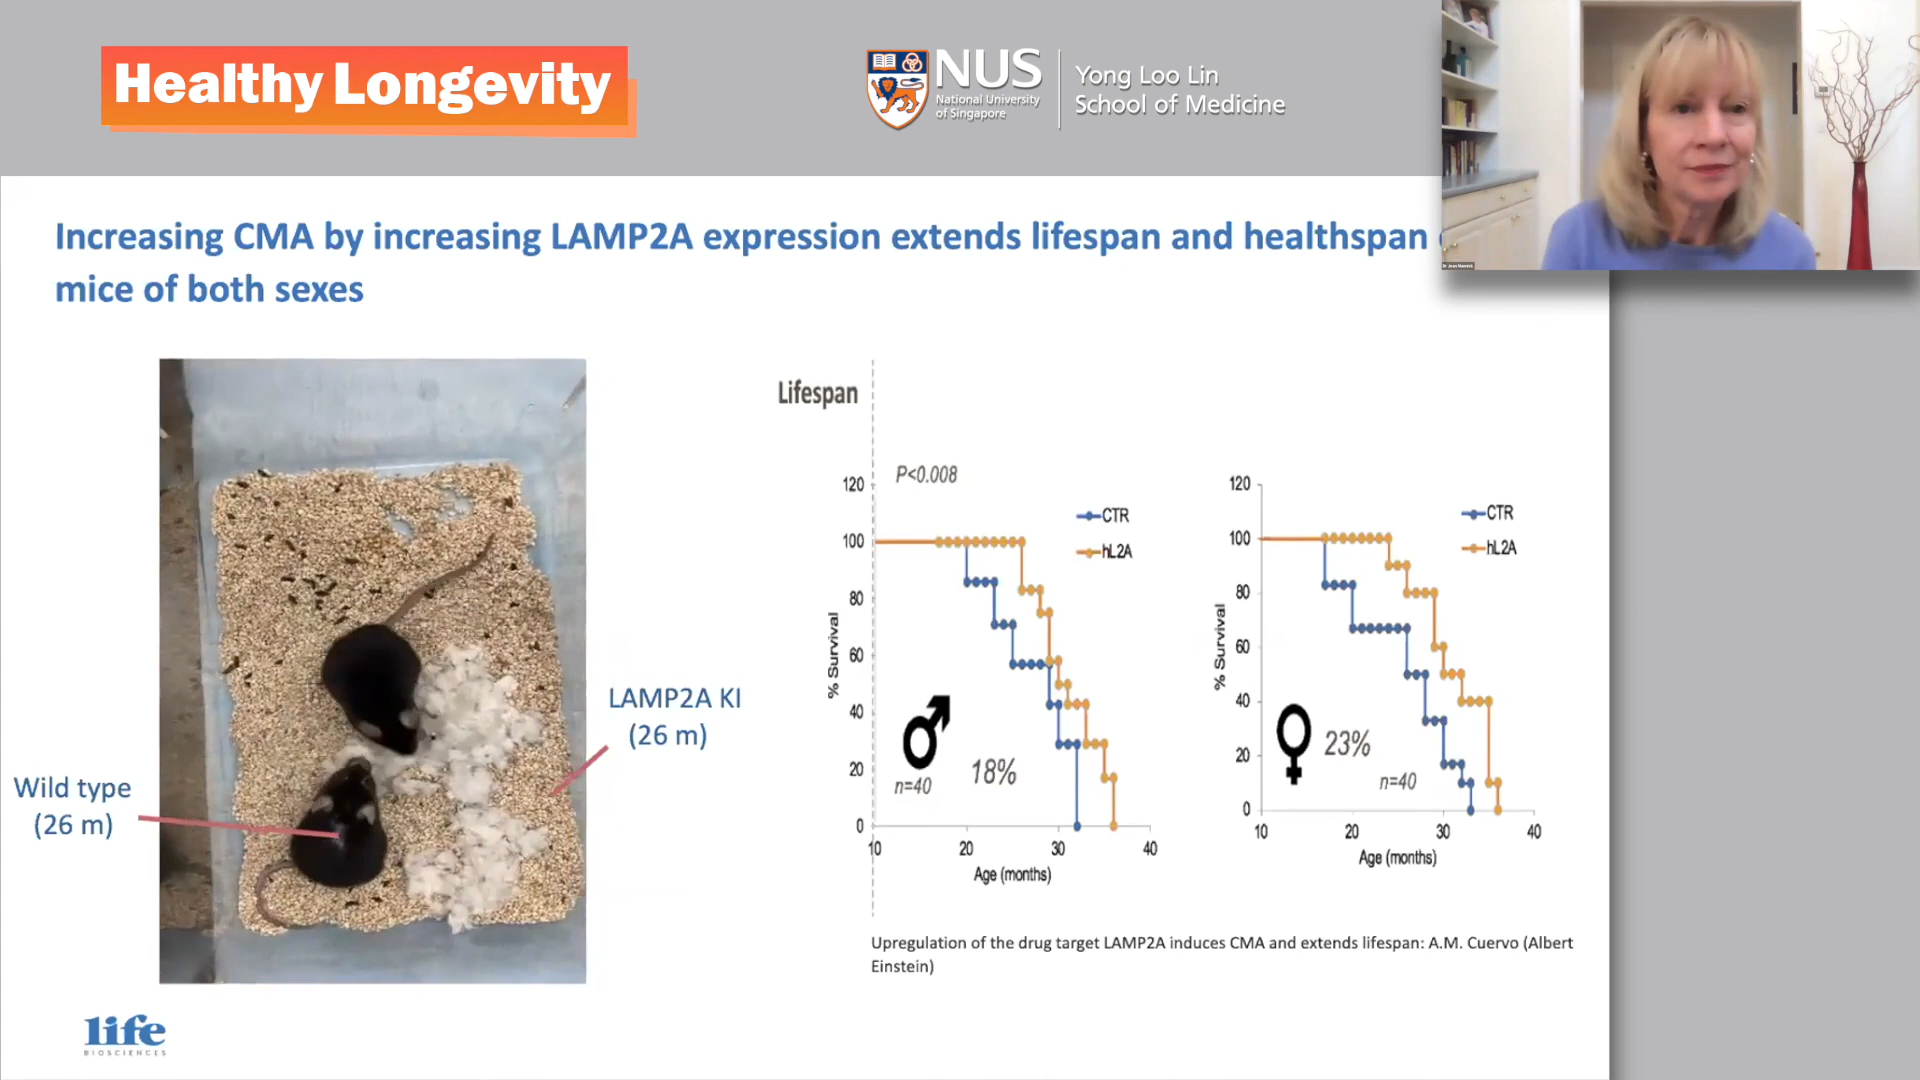 Healthy Longevity
NUS
National University
of Singapore
Yong Loo Lin
School of Medicine
Dr Joan Mannick
Increasing CMA by increasing LAMP2A expression extends lifespan and healthspan
mice of both sexes
Wild type
(26 m)
LAMP2A KI
(26 m)
Lifespan
P<0.008
% Survival
120
100
80
60
40
20
0
10
20
30
40
Age (months)
CTR
hL2A
n=40
18%
% Survival
120
100
80
60
40
20
0
10
20
30
40
Age (months)
CTR
hL2A
23%
n=40
Upregulation of the drug target LAMP2A induces CMA and extends lifespan: A.M. Cuervo (Albert
Einstein)
life
BIOSCIENCES